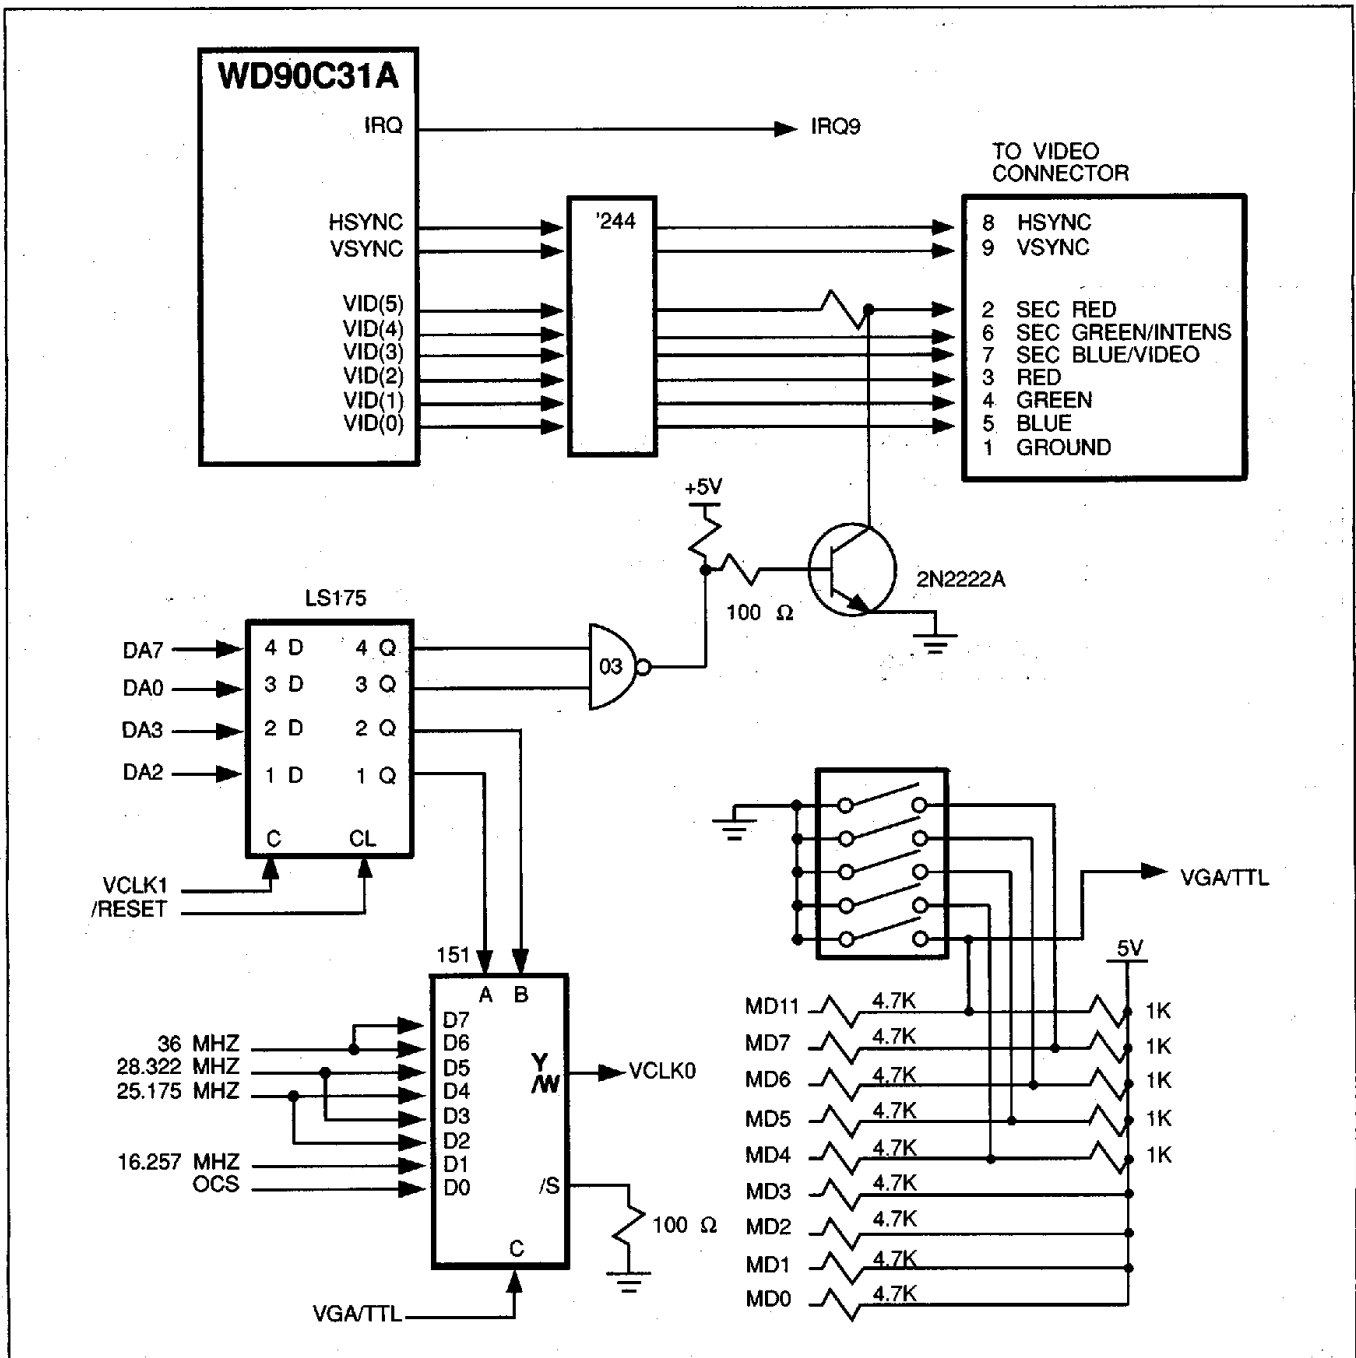 WD90C31A
IRQ
IRQ9
TO VIDEO
CONNECTOR
HSYNC
VSYNC
VID(5)
VID(4)
VID(3)
VID(2)
VID(1)
VID(0)
'244
8 HSYNC
9 VSYNC
2 SEC RED
6 SEC GREEN/INTENS
7 SEC BLUE/VIDEO
3 RED
4 GREEN
5 BLUE
1 GROUND
+5V
100 Ω
2N2222A
LS175
DA7
DA0
DA3
DA2
4 D 4 Q
3 D 3 Q
2 D 2 Q
1 D 1 Q
C CL
03
VCLK1
/RESET
VGA/TTL
5V
151
A B
D7
D6
D5
D4
D3
D2
D1
D0
Y
/W
/S
C
36 MHZ
28.322 MHZ
25.175 MHZ
16.257 MHZ
OCS
VCLK0
100 Ω
VGA/TTL
MD11 4.7K 1K
MD7 4.7K 1K
MD6 4.7K 1K
MD5 4.7K 1K
MD4 4.7K 1K
MD3 4.7K
MD2 4.7K
MD1 4.7K
MD0 4.7K